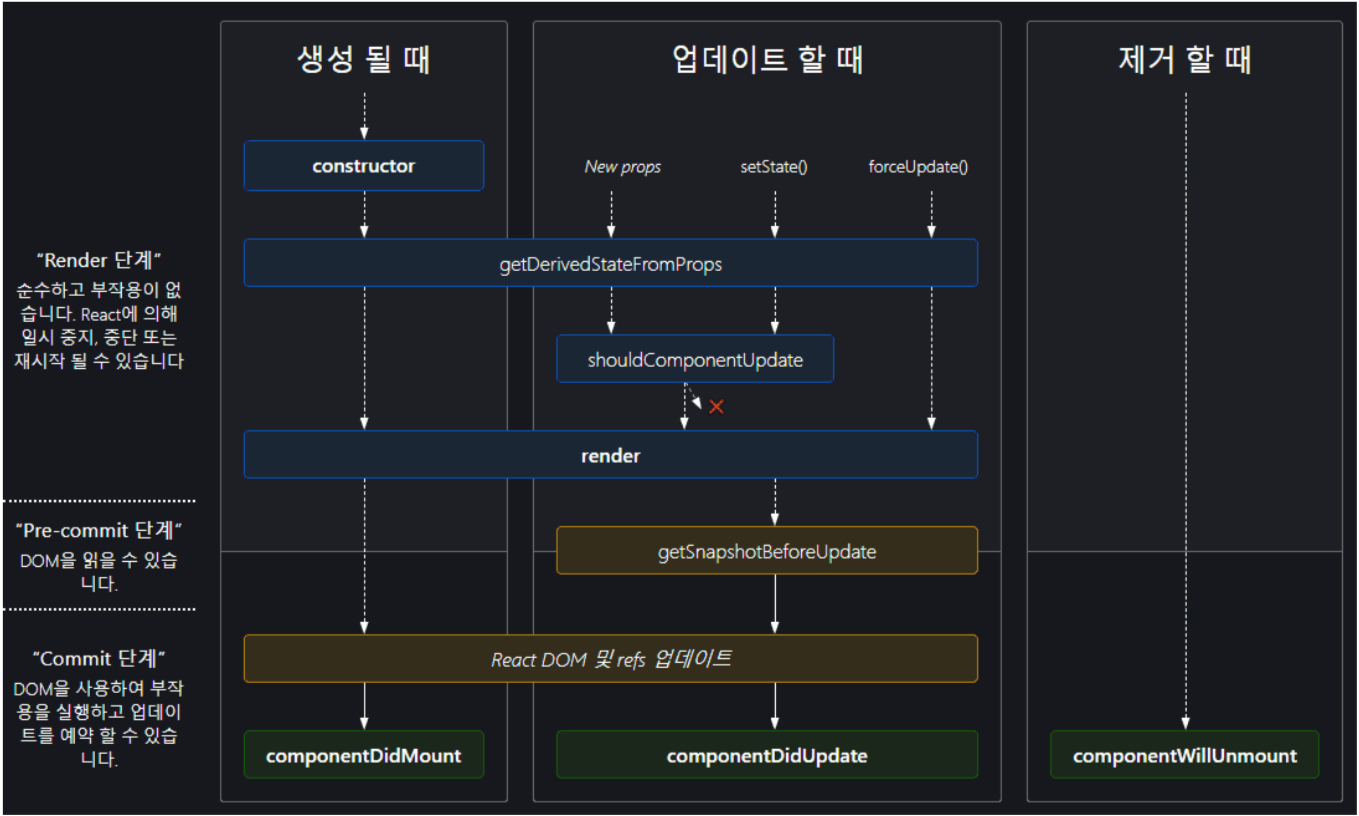 생성 될 때
업데이트 할 때
제거 할 때
constructor
New props
setState()
forceUpdate()
getDerivedStateFromProps
shouldComponentUpdate
render
getSnapshotBeforeUpdate
React DOM 및 refs 업데이트
componentDidMount
componentDidUpdate
componentWillUnmount
“Render 단계”
순수하고 부작용이 없
습니다. React에 의해
일시 중지, 중단 또는
재시작 될 수 있습니다
“Pre-commit 단계”
DOM을 읽을 수 있습
니다.
“Commit 단계”
DOM을 사용하여 부작
용을 실행하고 업데이
트를 예약 할 수 있습
니다.